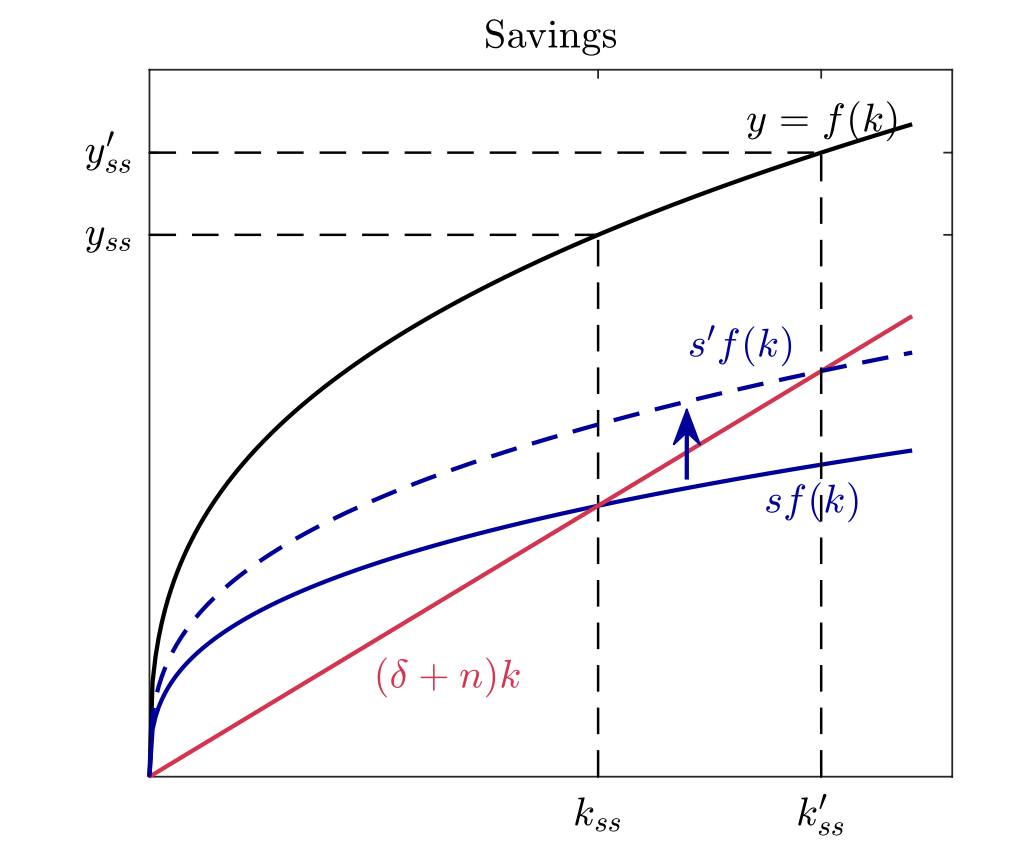 Savings
y = f(k)
y′ss
yss
s′f(k)
sf(k)
(δ + n)k
kss
k′ss